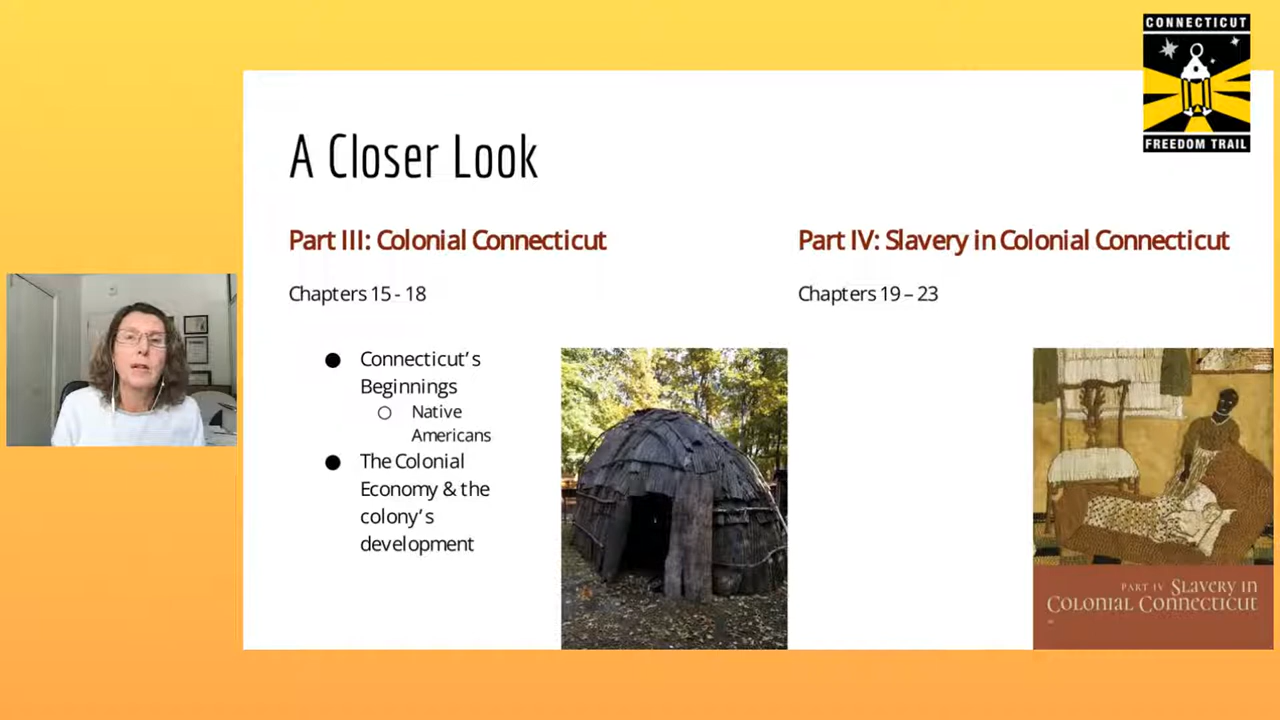 CONNECTICUT
FREEDOM TRAIL
A Closer Look
Part III: Colonial Connecticut
Chapters 15 - 18
Connecticut's
Beginnings
Native
Americans
The Colonial
Economy & the
colony's
development
Part IV: Slavery in Colonial Connecticut
Chapters 19 – 23
PART IV SLAVERY IN
COLONIAL CONNECTICUT